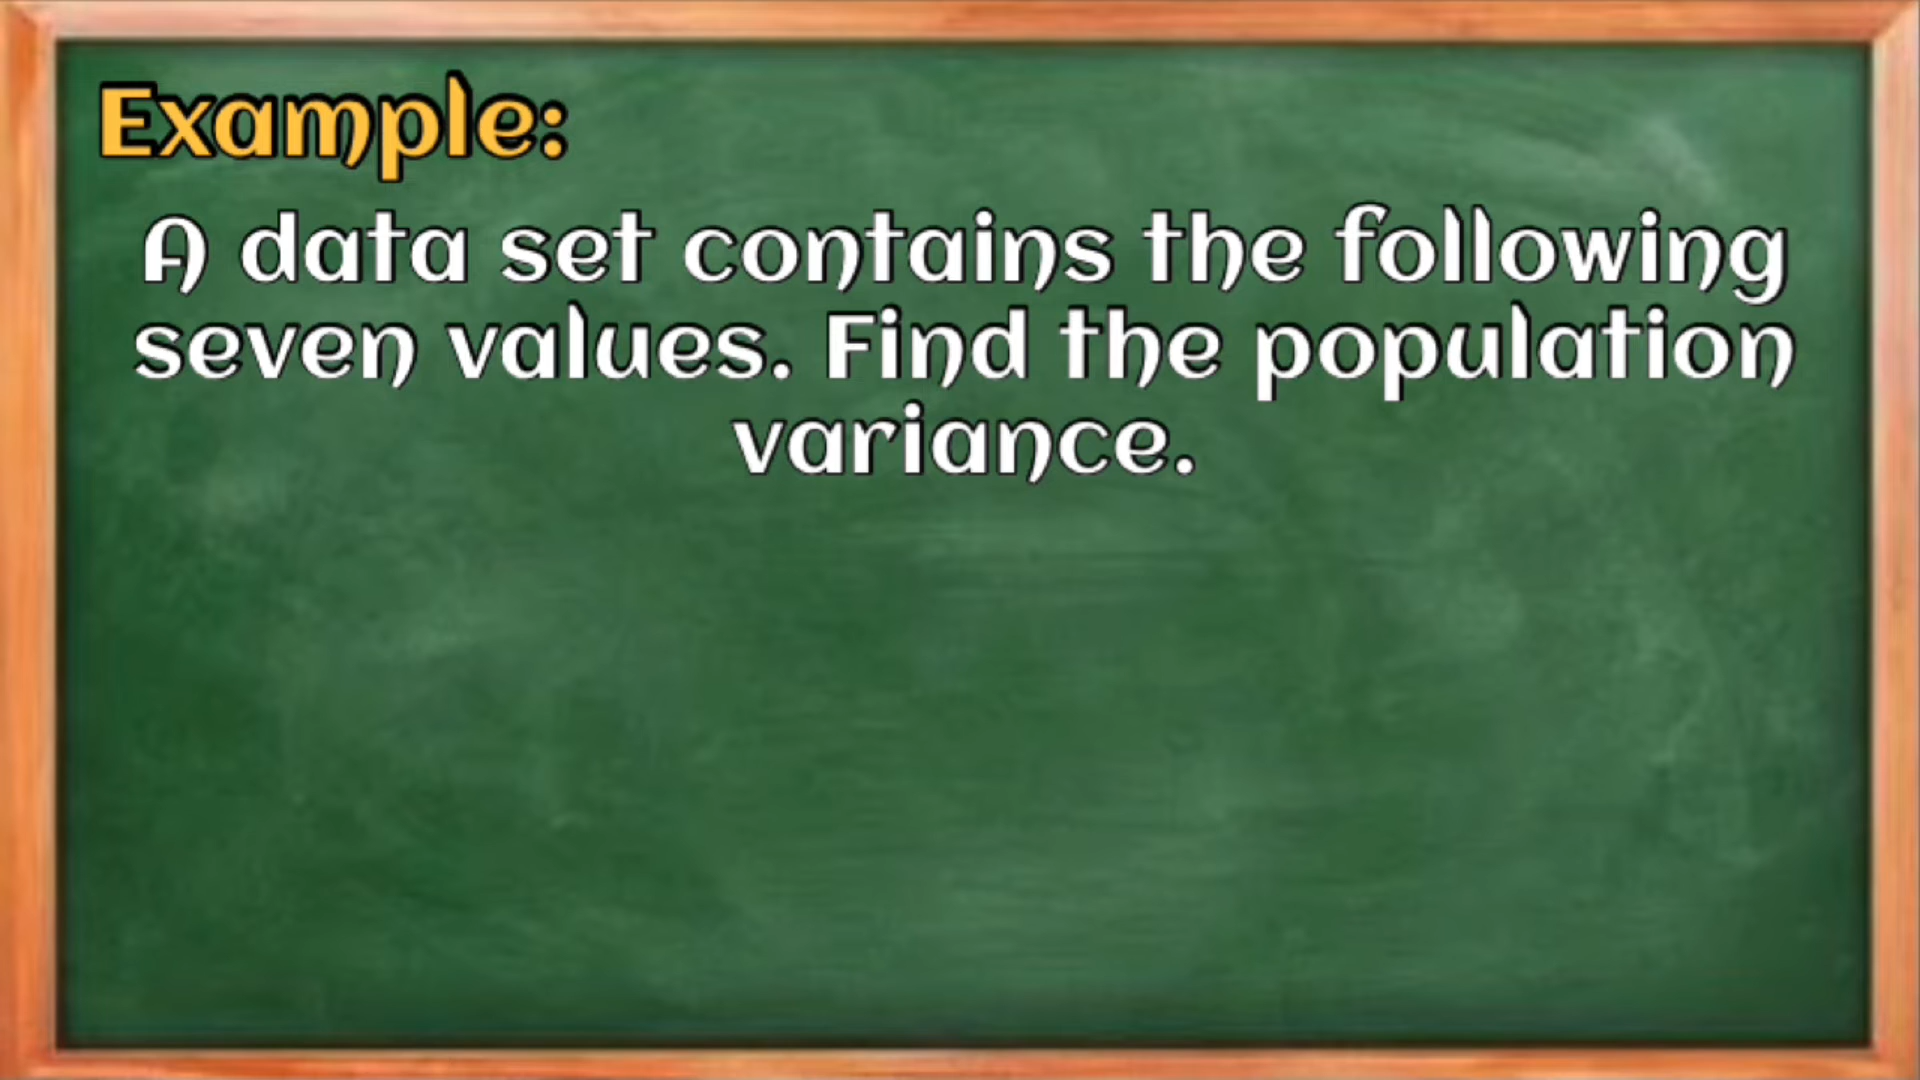 Example:
A data set contains the following
seven values. Find the population
variance.